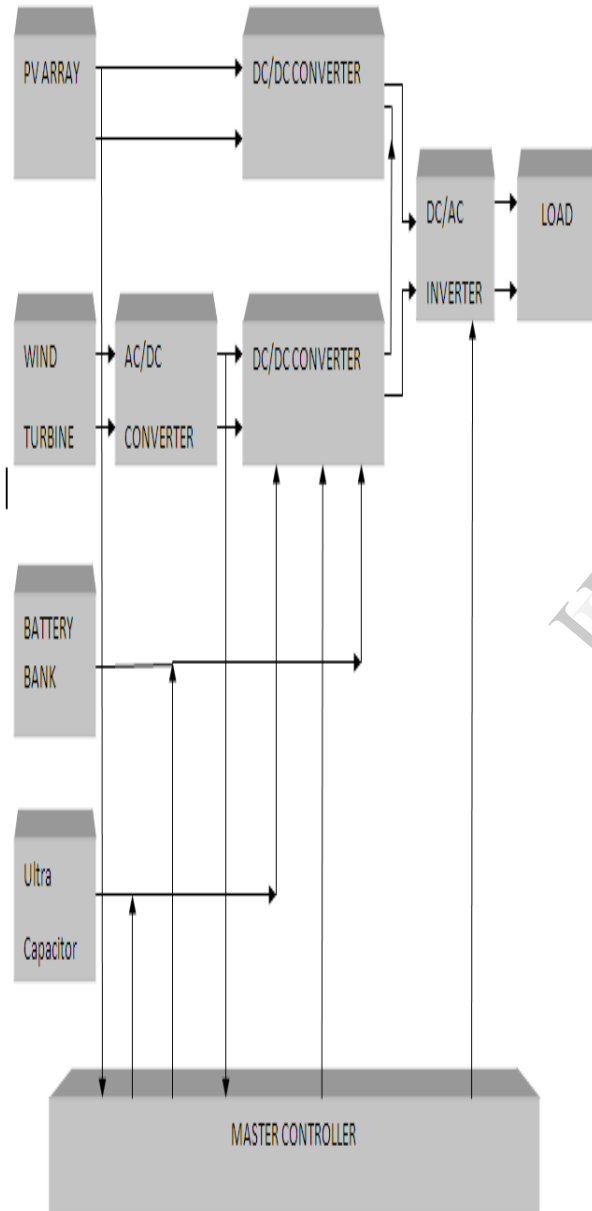 PV ARRAY
DC/DC CONVERTER
DC/AC
INVERTER
LOAD
WIND
TURBINE
AC/DC
CONVERTER
DC/DC CONVERTER
BATTERY
BANK
Ultra
Capacitor
MASTER CONTROLLER